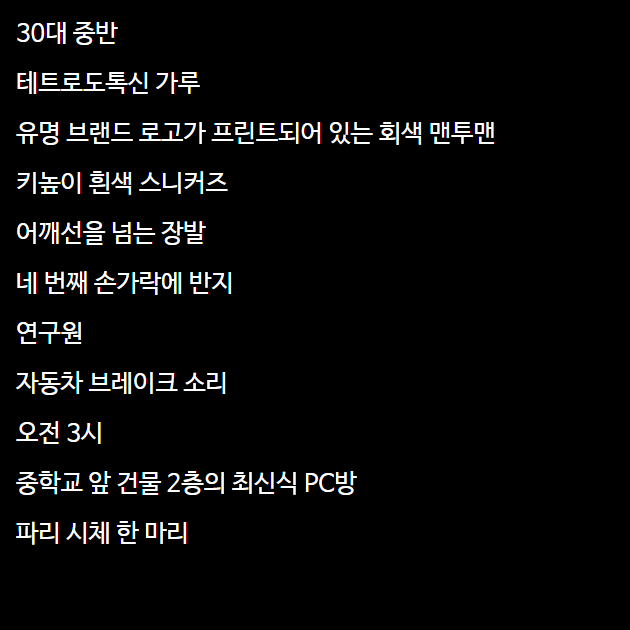 30대 중반
테트로도톡신 가루
유명 브랜드 로고가 프린트되어 있는 회색 맨투맨
키높이 흰색 스니커즈
어깨선을 넘는 장발
네 번째 손가락에 반지
연구원
자동차 브레이크 소리
오전 3시
중학교 앞 건물 2층의 최신식 PC방
파리 시체 한 마리